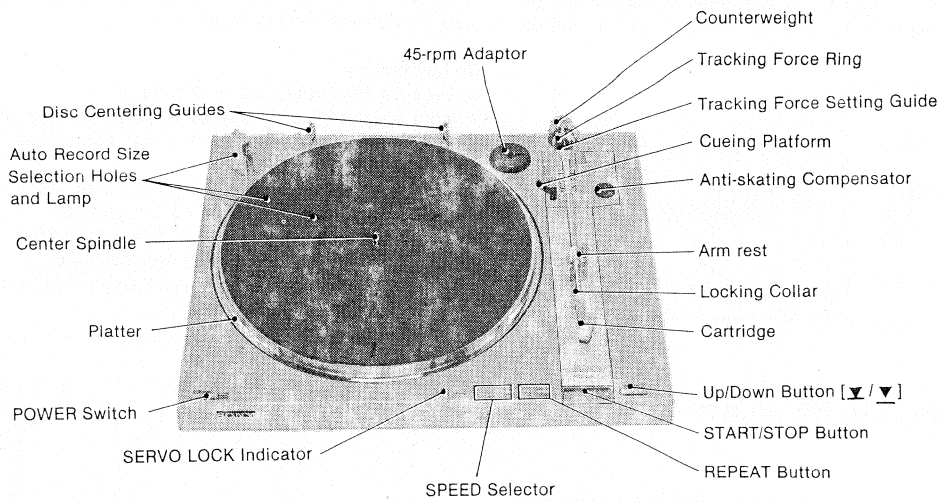 Counterweight
45-rpm Adaptor
Tracking Force Ring
Disc Centering Guides
Tracking Force Setting Guide
Cueing Platform
Auto Record Size
Selection Holes
and Lamp
Anti-skating Compensator
Center Spindle
Arm rest
Locking Collar
Platter
Cartridge
Up/Down Button [▼/▼]
POWER Switch
START/STOP Button
SERVO LOCK Indicator
REPEAT Button
SPEED Selector